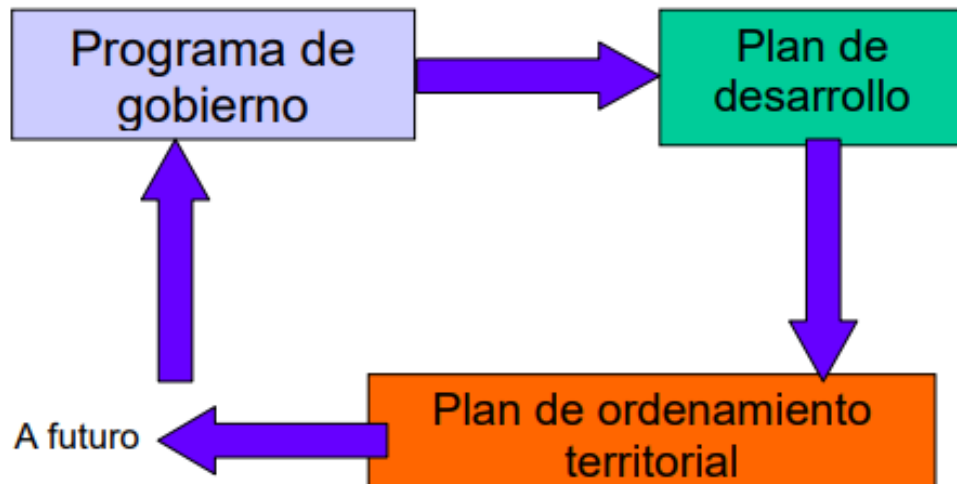 Programa de
gobierno
Plan de
desarrollo
A futuro
Plan de ordenamiento
territorial